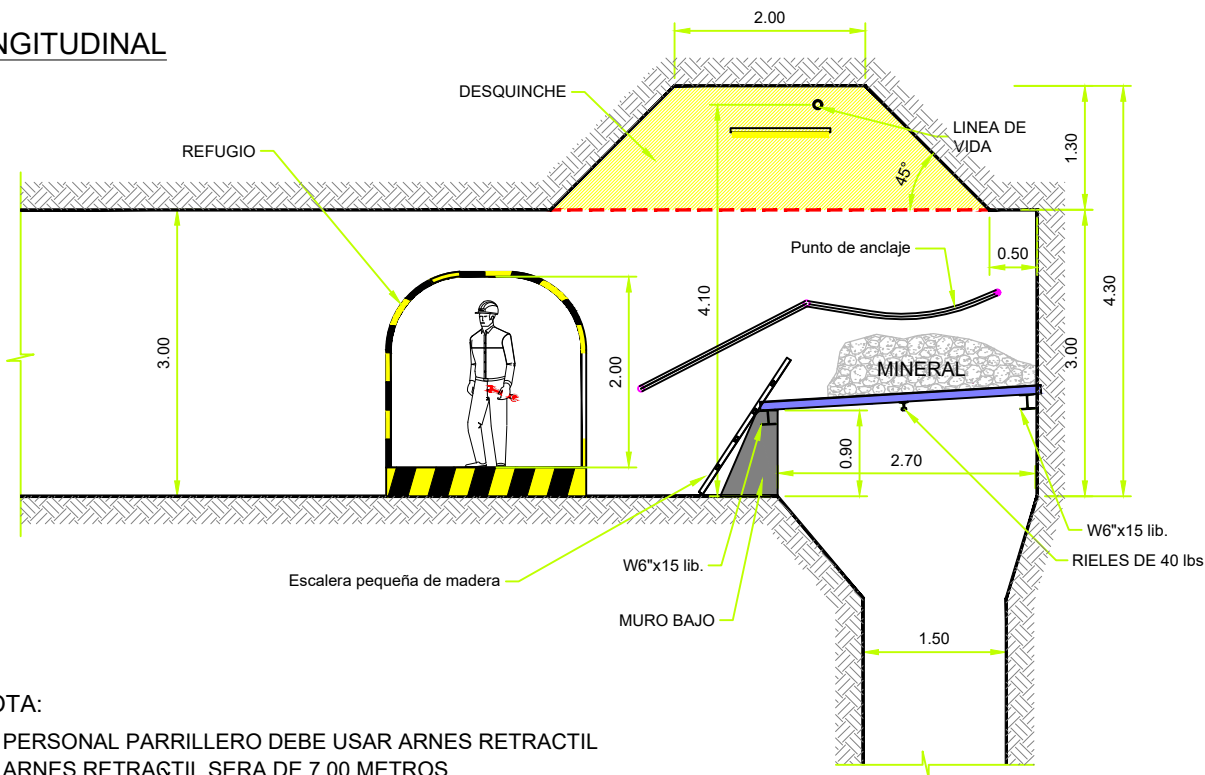 NGITUDINAL
2.00
DESQUINCHE
LINEA DE
VIDA
1.30
REFUGIO
45°
Punto de anclaje
0.50
4.10
4.30
3.00
2.00
3.00
MINERAL
0.90
2.70
W6"x15 lib.
RIELES DE 40 lbs
W6"x15 lib.
Escalera pequeña de madera
MURO BAJO
1.50
OTA:
PERSONAL PARRILLERO DEBE USAR ARNES RETRACTIL
ARNES RETRACTIL SERA DE 7.00 METROS